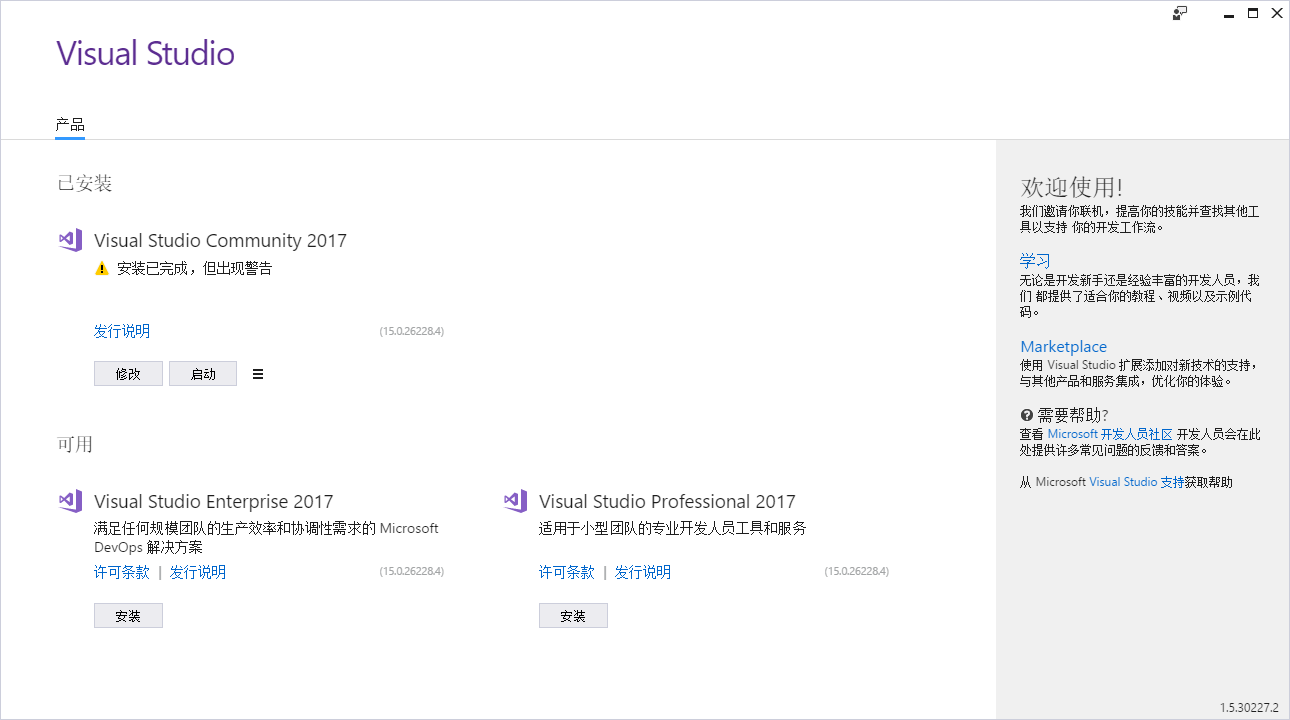 Visual Studio
产品
已安装
Visual Studio Community 2017
安装已完成，但出现警告
发行说明 (15.0.26228.4)
修改 启动
可用
Visual Studio Enterprise 2017
满足任何规模团队的生产效率和协调性需求的 Microsoft
DevOps 解决方案
许可条款 | 发行说明 (15.0.26228.4)
安装
Visual Studio Professional 2017
适用于小型团队的专业开发人员工具和服务
许可条款 | 发行说明 (15.0.26228.4)
安装
欢迎使用!
我们邀请你联机，提高你的技能并查找其他工
具以支持 你的开发工作流。
学习
无论是开发新手还是经验丰富的开发人员，我
们 都提供了适合你的教程、视频以及示例代
码。
Marketplace
使用 Visual Studio 扩展添加对新技术的支持，
与其他产品和服务集成，优化你的体验。
需要帮助?
查看 Microsoft 开发人员社区 开发人员会在此
处提供许多常见问题的反馈和答案。
从 Microsoft Visual Studio 支持获取帮助
1.5.30227.2